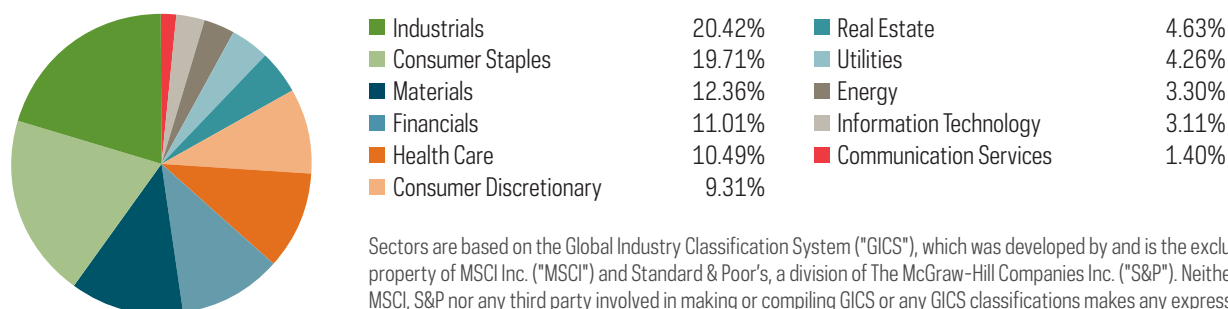 Industrials 20.42%
Consumer Staples 19.71%
Materials 12.36%
Financials 11.01%
Health Care 10.49%
Consumer Discretionary 9.31%
Real Estate 4.63%
Utilities 4.26%
Energy 3.30%
Information Technology 3.11%
Communication Services 1.40%
Sectors are based on the Global Industry Classification System ("GICS"), which was developed by and is the
property of MSCI Inc. ("MSCI") and Standard & Poor's, a division of The McGraw-Hill Companies Inc. ("S&P").
MSCI, S&P nor any third party involved in making or compiling GICS or any GICS classifications makes any